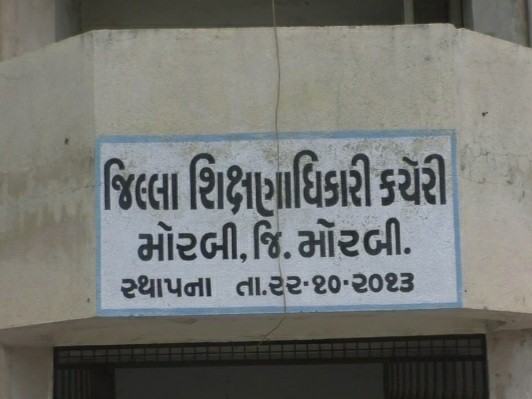 જિલ્લા શિક્ષણાધિકારી કચેરી
મોરબી, જિ. મોરબી.
સ્થાપના તા.૨૨-૧૦-૨૦૧૩